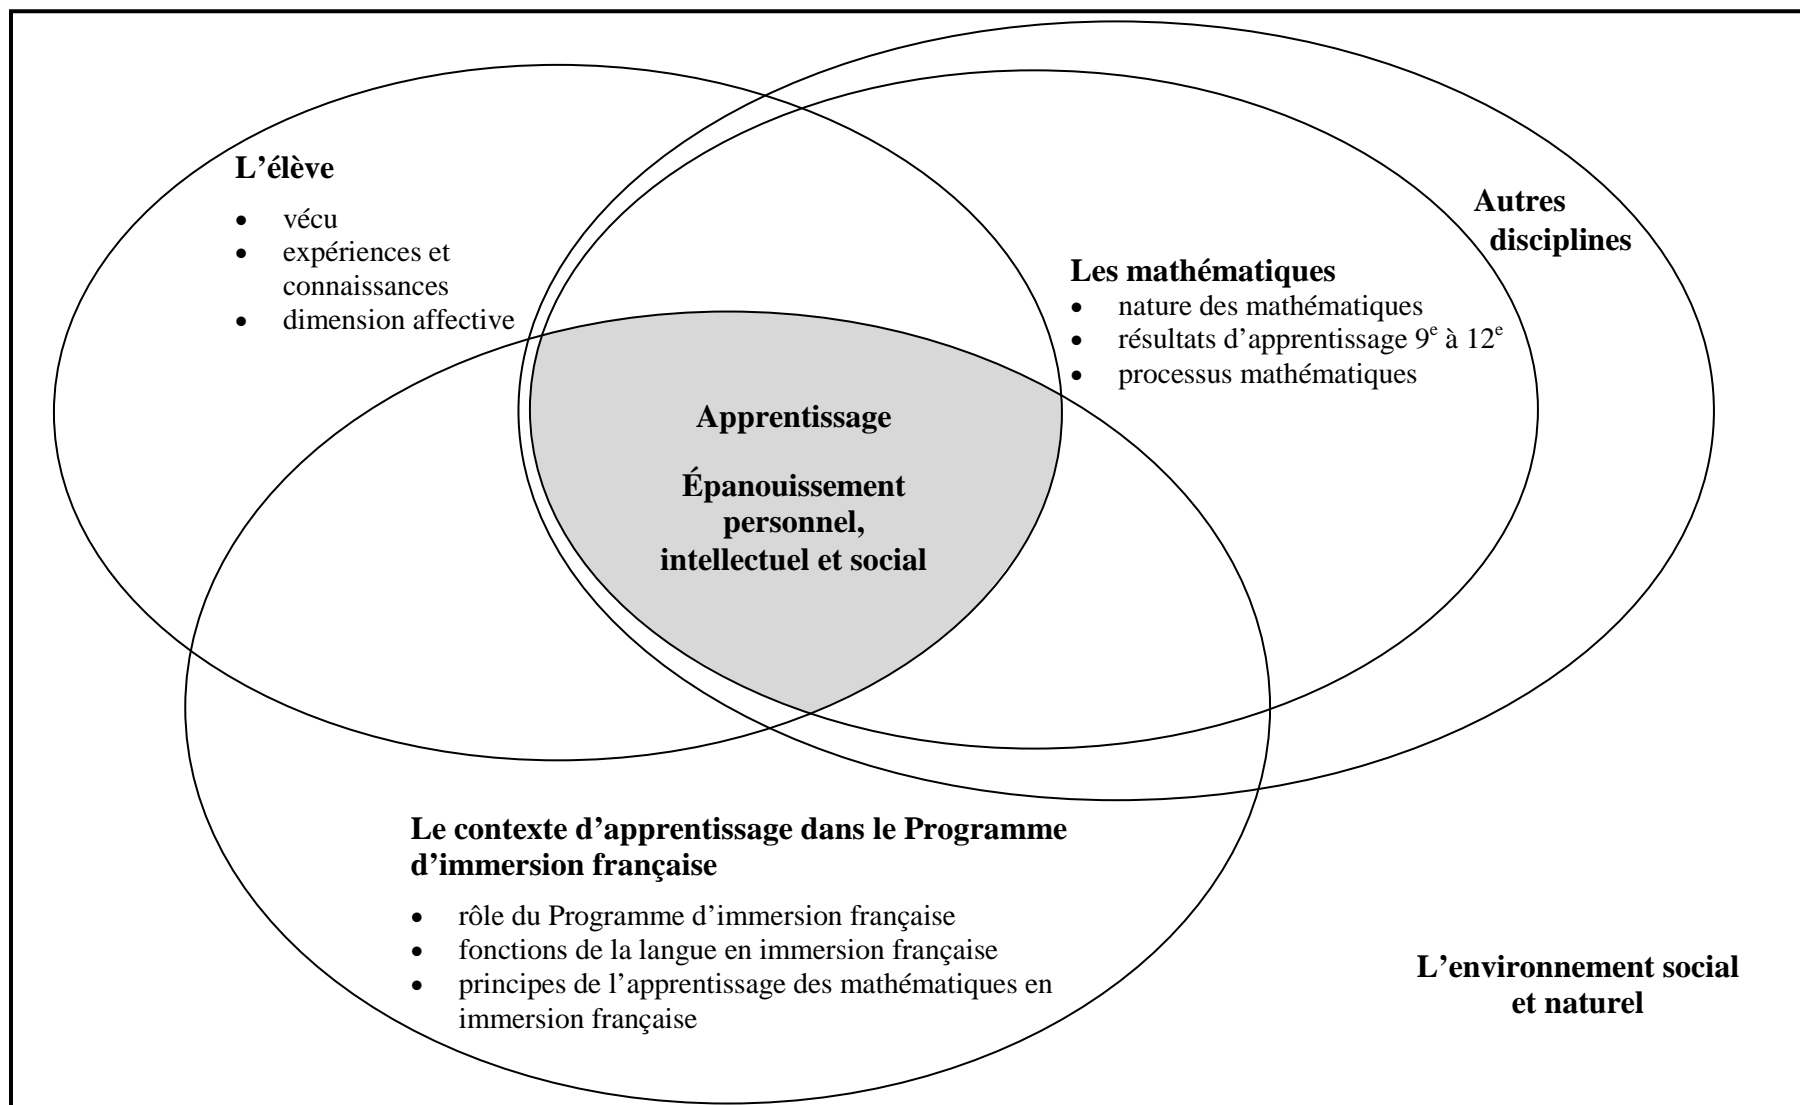 L’élève
• vécu
• expériences et
connaissances
• dimension affective
Autres
disciplines
Les mathématiques
• nature des mathématiques
• résultats d’apprentissage 9e à 12e
• processus mathématiques
Apprentissage
Épanouissement
personnel,
intellectuel et social
Le contexte d’apprentissage dans le Programme
d’immersion française
• rôle du Programme d’immersion française
• fonctions de la langue en immersion française
• principes de l’apprentissage des mathématiques en
immersion française
L’environnement social
et naturel